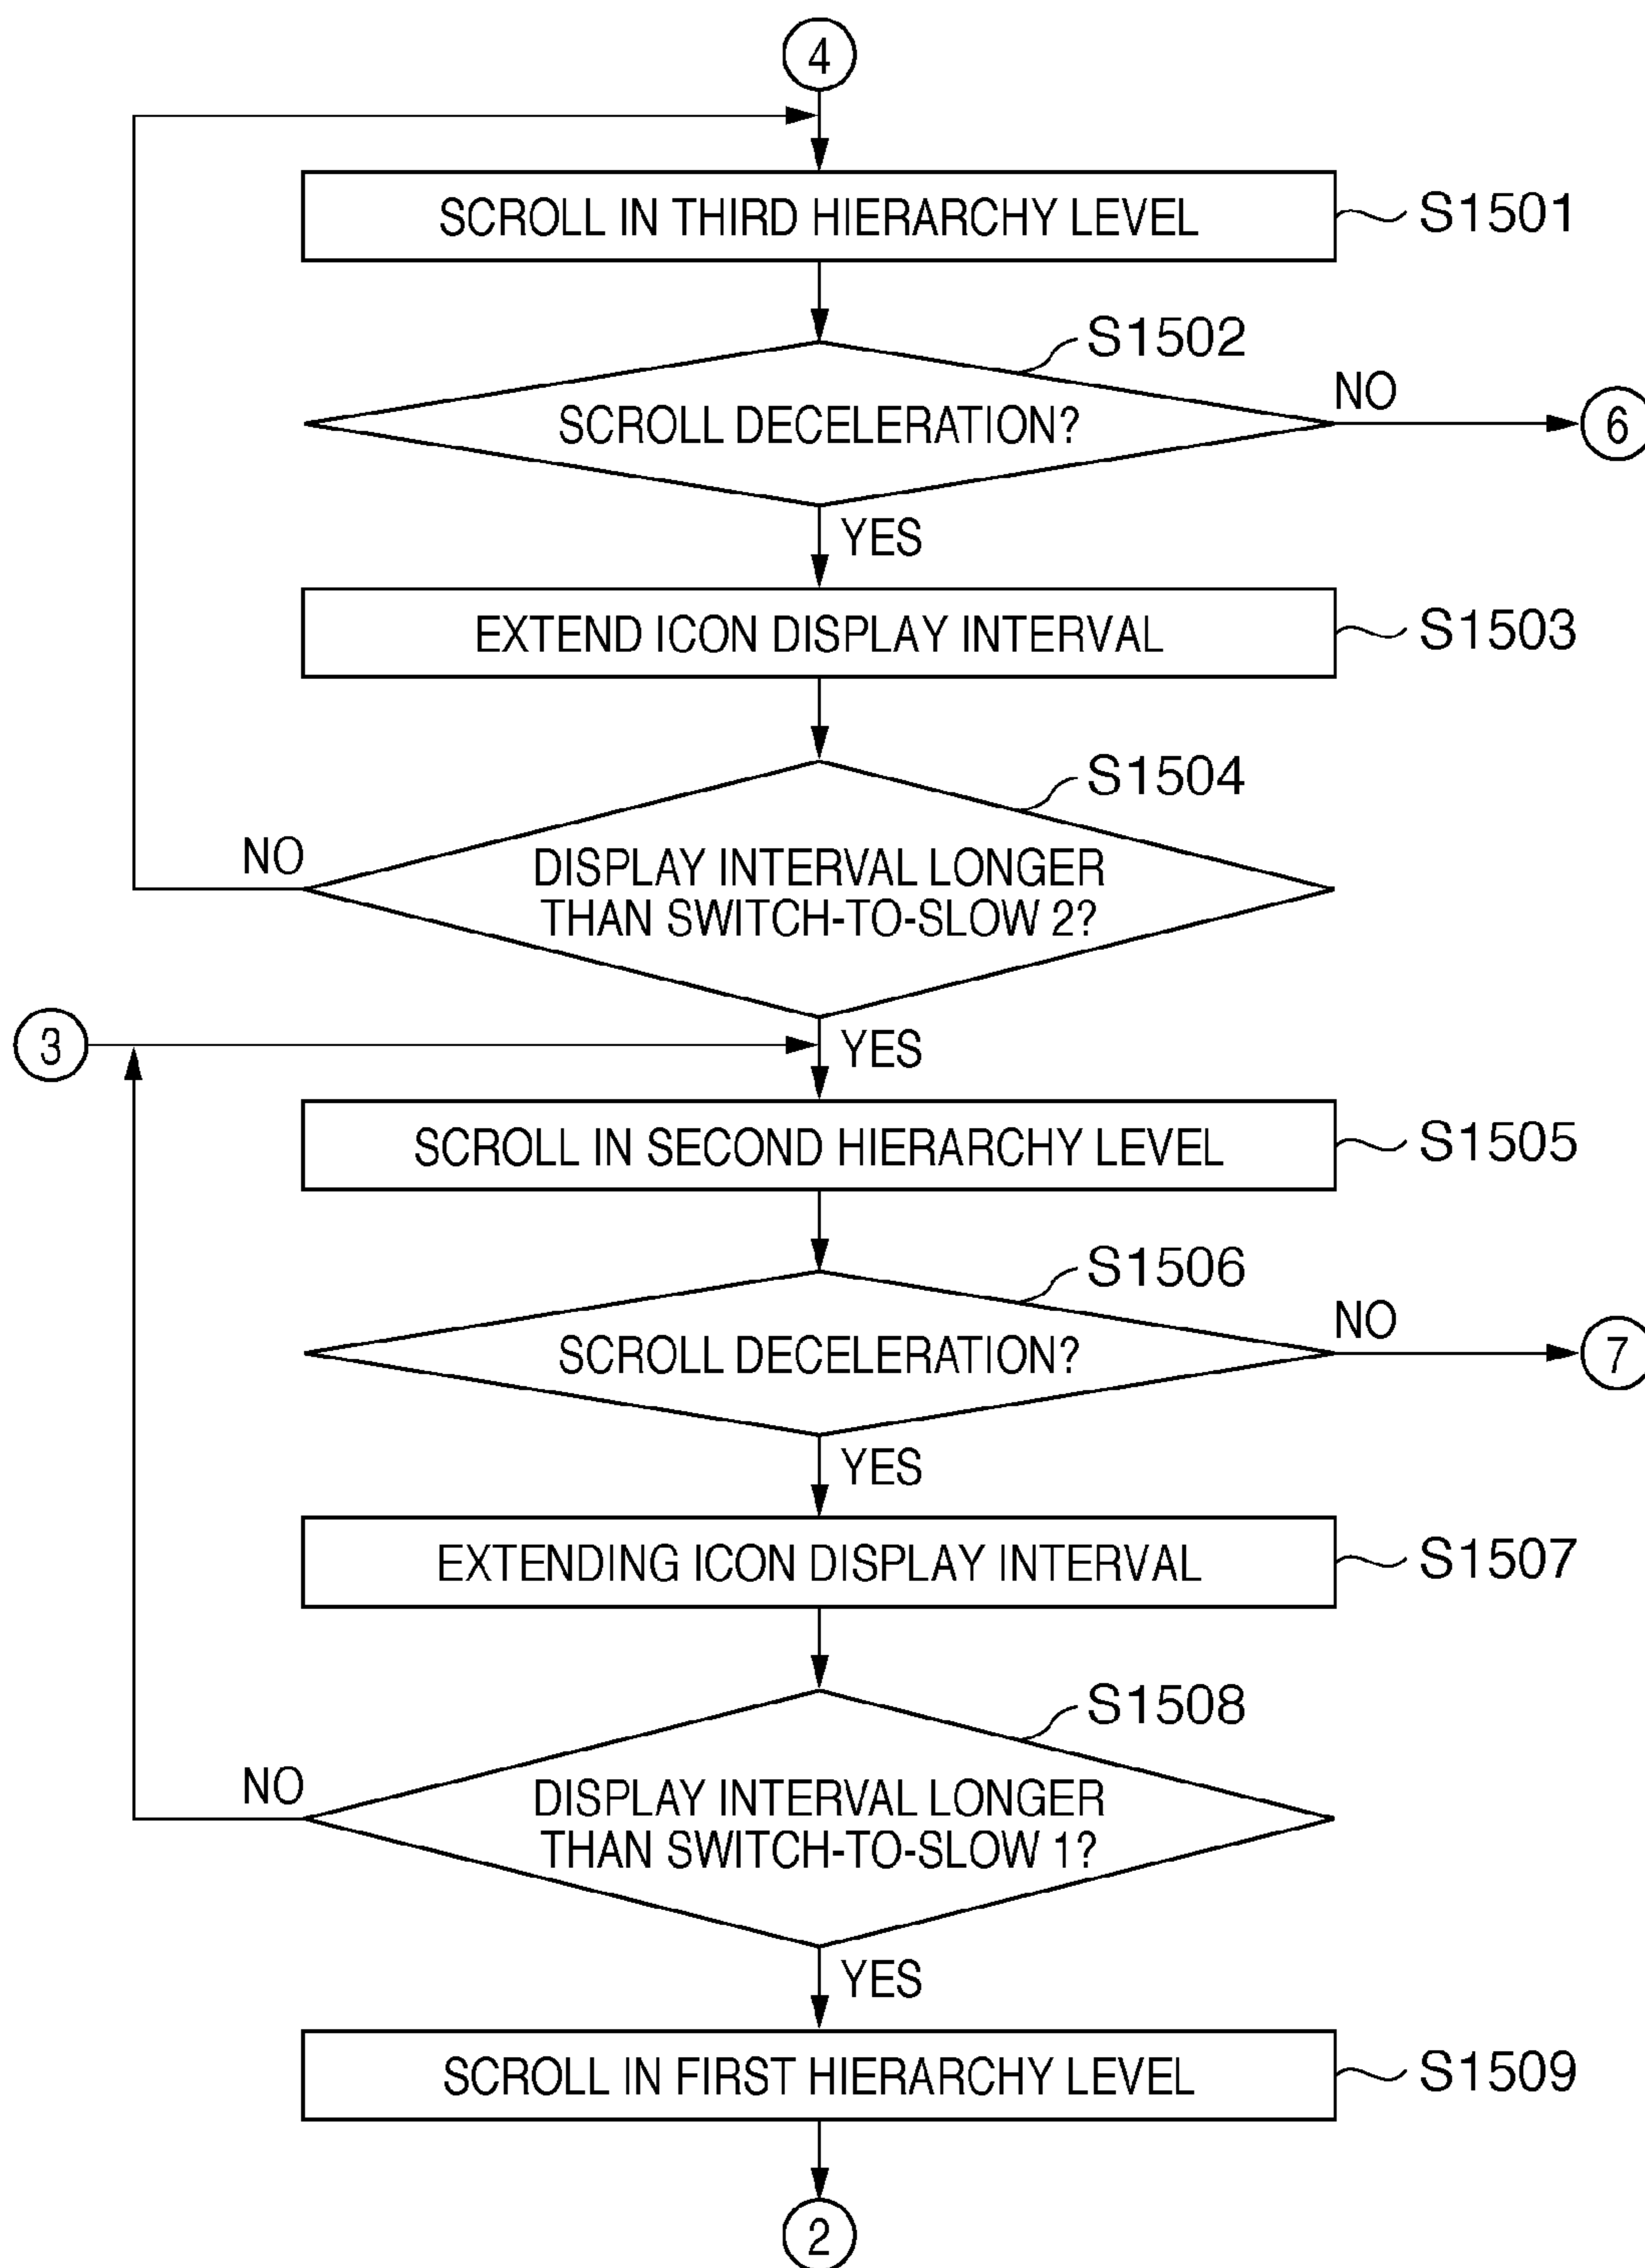 4
SCROLL IN THIRD HIERARCHY LEVEL
S1501
S1502
SCROLL DECELERATION?
NO
6
YES
EXTEND ICON DISPLAY INTERVAL
S1503
S1504
NO
DISPLAY INTERVAL LONGER
THAN SWITCH-TO-SLOW 2?
3
YES
SCROLL IN SECOND HIERARCHY LEVEL
S1505
S1506
SCROLL DECELERATION?
NO
7
YES
EXTENDING ICON DISPLAY INTERVAL
S1507
S1508
NO
DISPLAY INTERVAL LONGER
THAN SWITCH-TO-SLOW 1?
YES
SCROLL IN FIRST HIERARCHY LEVEL
S1509
2